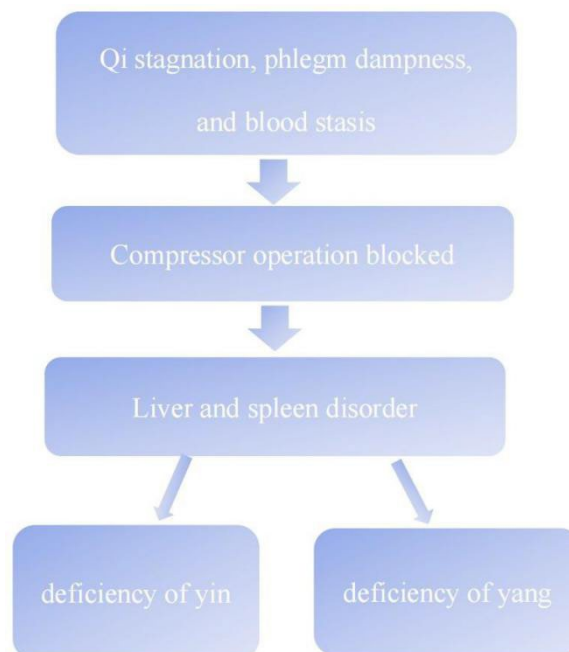 Qi stagnation, phlegm dampness,
and blood stasis
Compressor operation blocked
Liver and spleen disorder
deficiency of yin
deficiency of yang